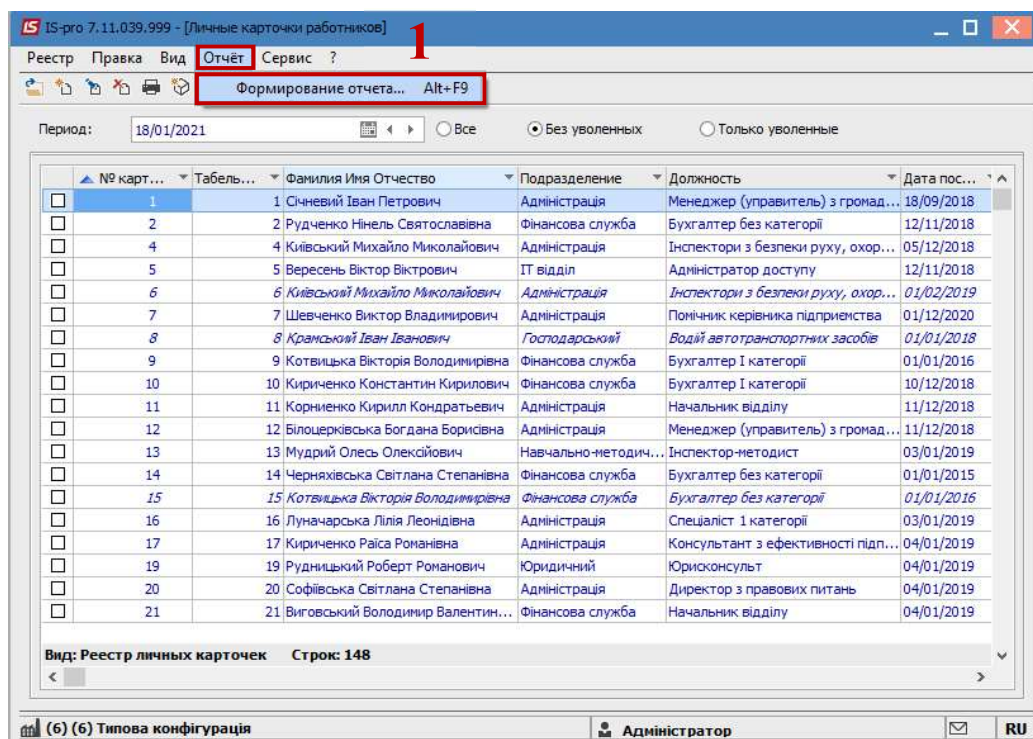 IS-pro 7.11.039.999 - [Личные карточки работников]
1
Реестр Правка Вид Отчёт Сервис ?
Формирование отчета... Alt+F9
Период: 18/01/2021 Все Без уволенных Только уволенные
№ карт... Табель... Фамилия Имя Отчество Подразделение Должность Дата пос...
1 1 Січневий Іван Петрович Адміністрація Менеджер (управитель) з громад... 18/09/2018
2 2 Рудченко Нінель Святославівна Фінансова служба Бухгалтер без категорії 12/11/2018
4 4 Київський Михайло Миколайович Адміністрація Інспектори з безпеки руху, охор... 05/12/2018
5 5 Вересень Віктор Віктрович ІТ відділ Адміністратор доступу 12/11/2018
6 6 Київський Михайло Миколайович Адміністрація Інспектори з безпеки руху, охор... 01/02/2019
7 7 Шевченко Виктор Владимирович Адміністрація Помічник керівника підприємства 01/12/2020
8 8 Крамський Іван Іванович Господарський Водій автотранспортних засобів 01/01/2018
9 9 Котвицька Вікторія Володимирівна Фінансова служба Бухгалтер І категорії 01/01/2016
10 10 Кириченко Константин Кирилович Фінансова служба Бухгалтер І категорії 10/12/2018
11 11 Корниенко Кирилл Кондратьевич Адміністрація Начальник відділу 11/12/2018
12 12 Білоцерківська Богдана Борисівна Адміністрація Менеджер (управитель) з громад... 11/12/2018
13 13 Мудрий Олесь Олексійович Навчально-методич... Інспектор-методист 03/01/2019
14 14 Черняхівська Світлана Степанівна Фінансова служба Бухгалтер без категорії 01/01/2015
15 15 Котвицька Вікторія Володимирівна Фінансова служба Бухгалтер без категорії 01/01/2016
16 16 Луначарська Лілія Леонідівна Адміністрація Спеціаліст 1 категорії 03/01/2019
17 17 Кириченко Раїса Романівна Адміністрація Консультант з ефективності підп... 04/01/2019
19 19 Рудницький Роберт Романович Юридичний Юрисконсульт 04/01/2019
20 20 Софіївська Світлана Степанівна Адміністрація Директор з правових питань 04/01/2019
21 21 Виговський Володимир Валентин... Фінансова служба Начальник відділу 04/01/2019
Вид: Реестр личных карточек Строк: 148
(6) (6) Типова конфігурація Адміністратор RU